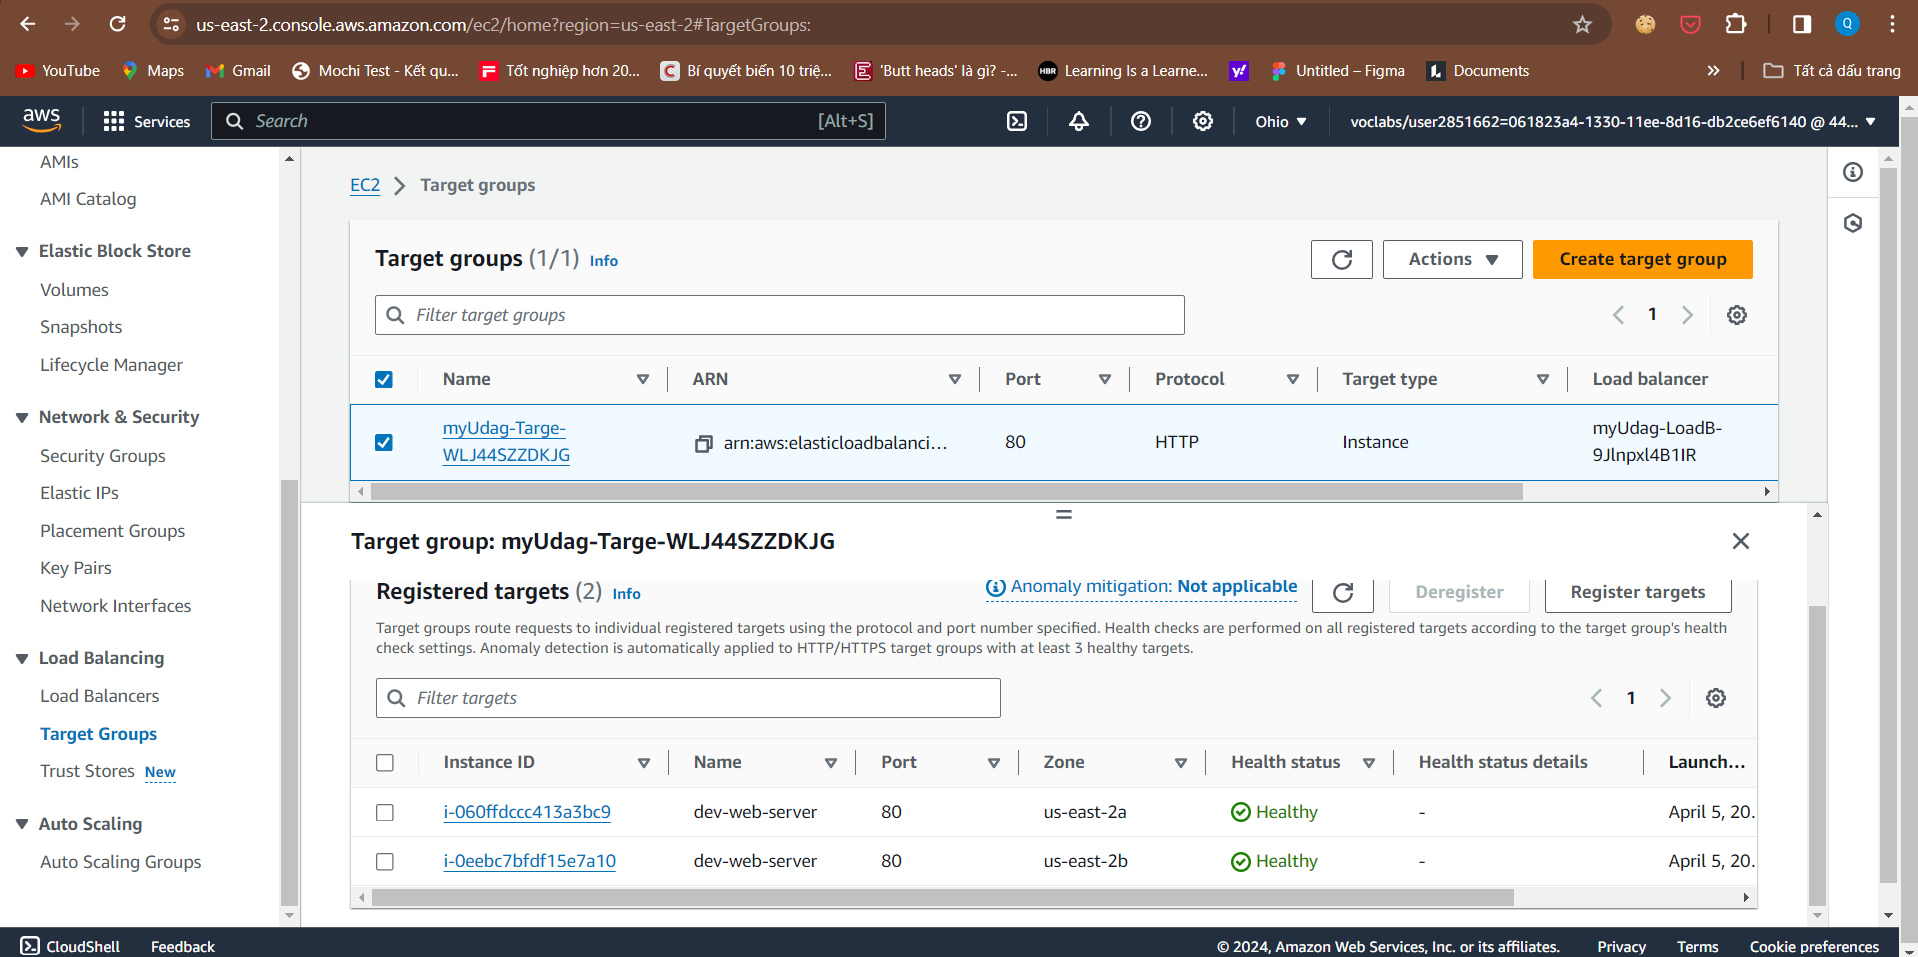 us-east-2.console.aws.amazon.com/ec2/home?region=us-east-2#TargetGroups:
Q
YouTube
Maps
Gmail
Mochi Test - Kết qu...
Tốt nghiệp hơn 20...
Bí quyết biến 10 triệ...
'Butt heads' là gì? -...
HBR
Learning Is a Learne...
Untitled – Figma
Documents
»
Tất cả dấu trang
aws
Services
Search
[Alt+S]
Ohio
voclabs/user2851662=061823a4-1330-11ee-8d16-db2ce6ef6140 @ 44...
AMIs
AMI Catalog
Elastic Block Store
Volumes
Snapshots
Lifecycle Manager
Network & Security
Security Groups
Elastic IPs
Placement Groups
Key Pairs
Network Interfaces
Load Balancing
Load Balancers
Target Groups
Trust Stores New
Auto Scaling
Auto Scaling Groups
EC2 > Target groups
Target groups (1/1) Info
Actions
Create target group
Filter target groups
1
Name ARN Port Protocol Target type Load balancer
myUdag-Targe-
WLJ44SZZDKJG
arn:aws:elasticloadbalanci...
80
HTTP
Instance
myUdag-LoadB-
9Jlnpxl4B1IR
Target group: myUdag-Targe-WLJ44SZZDKJG
Registered targets (2) Info
Anomaly mitigation: Not applicable
Deregister
Register targets
Target groups route requests to individual registered targets using the protocol and port number specified. Health checks are performed on all registered targets according to the target group's health
check settings. Anomaly detection is automatically applied to HTTP/HTTPS target groups with at least 3 healthy targets.
Filter targets
1
Instance ID Name Port Zone Health status Health status details Launch...
i-060ffdccc413a3bc9 dev-web-server 80 us-east-2a Healthy - April 5, 20.
i-0eebc7bfdf15e7a10 dev-web-server 80 us-east-2b Healthy - April 5, 20.
CloudShell
Feedback
© 2024, Amazon Web Services, Inc. or its affiliates.
Privacy
Terms
Cookie preferences